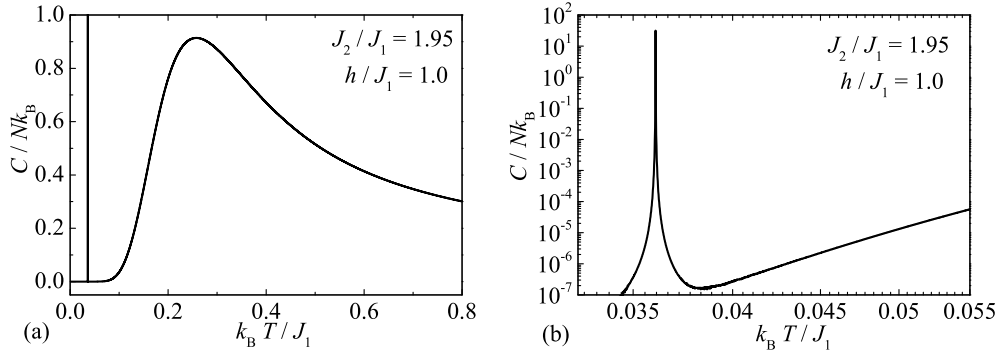 1.0
0.8
0.6
0.4
0.2
0.0
C / Nk_B
J_2 / J_1 = 1.95
h / J_1 = 1.0
0.0 0.2 0.4 0.6 0.8
(a) k_B T / J_1
10^2
10^1
10^0
10^-1
10^-2
10^-3
10^-4
10^-5
10^-6
10^-7
C / Nk_B
J_2 / J_1 = 1.95
h / J_1 = 1.0
0.035 0.04 0.045 0.05 0.055
(b) k_B T / J_1